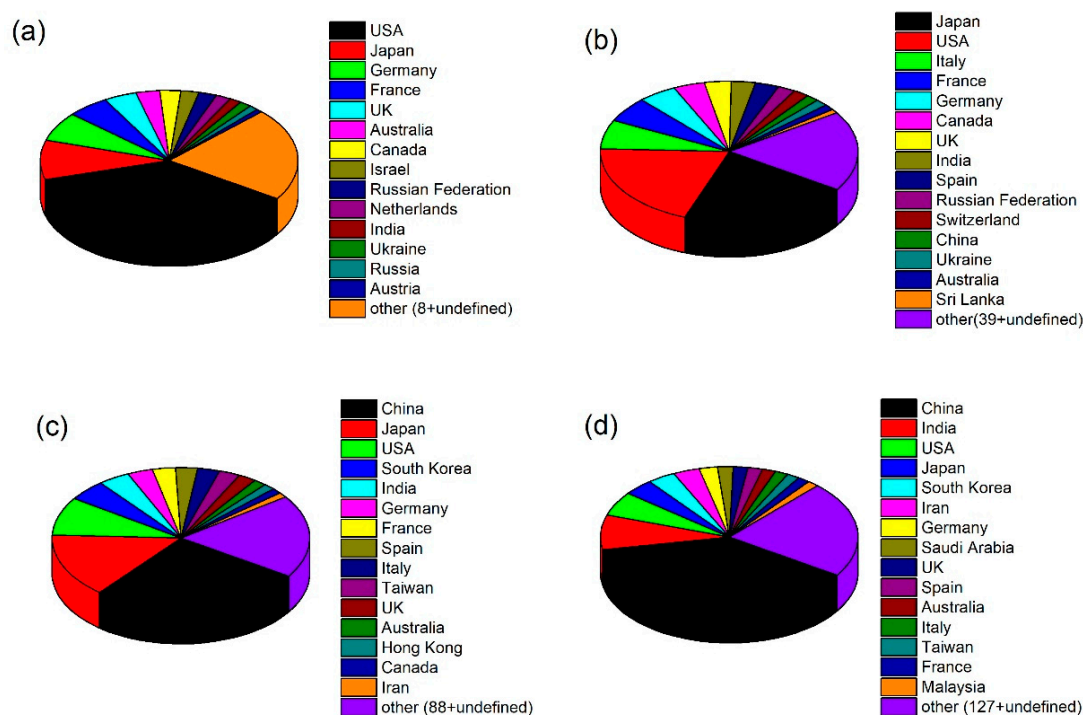 (a)
USA
Japan
Germany
France
UK
Australia
Canada
Israel
Russian Federation
Netherlands
India
Ukraine
Russia
Austria
other (8+undefined)
(b)
Japan
USA
Italy
France
Germany
Canada
UK
India
Spain
Russian Federation
Switzerland
China
Ukraine
Australia
Sri Lanka
other(39+undefined)
(c)
China
Japan
USA
South Korea
India
Germany
France
Spain
Italy
Taiwan
UK
Australia
Hong Kong
Canada
Iran
other (88+undefined)
(d)
China
India
USA
Japan
South Korea
Iran
Germany
Saudi Arabia
UK
Spain
Australia
Italy
Taiwan
France
Malaysia
other (127+undefined)